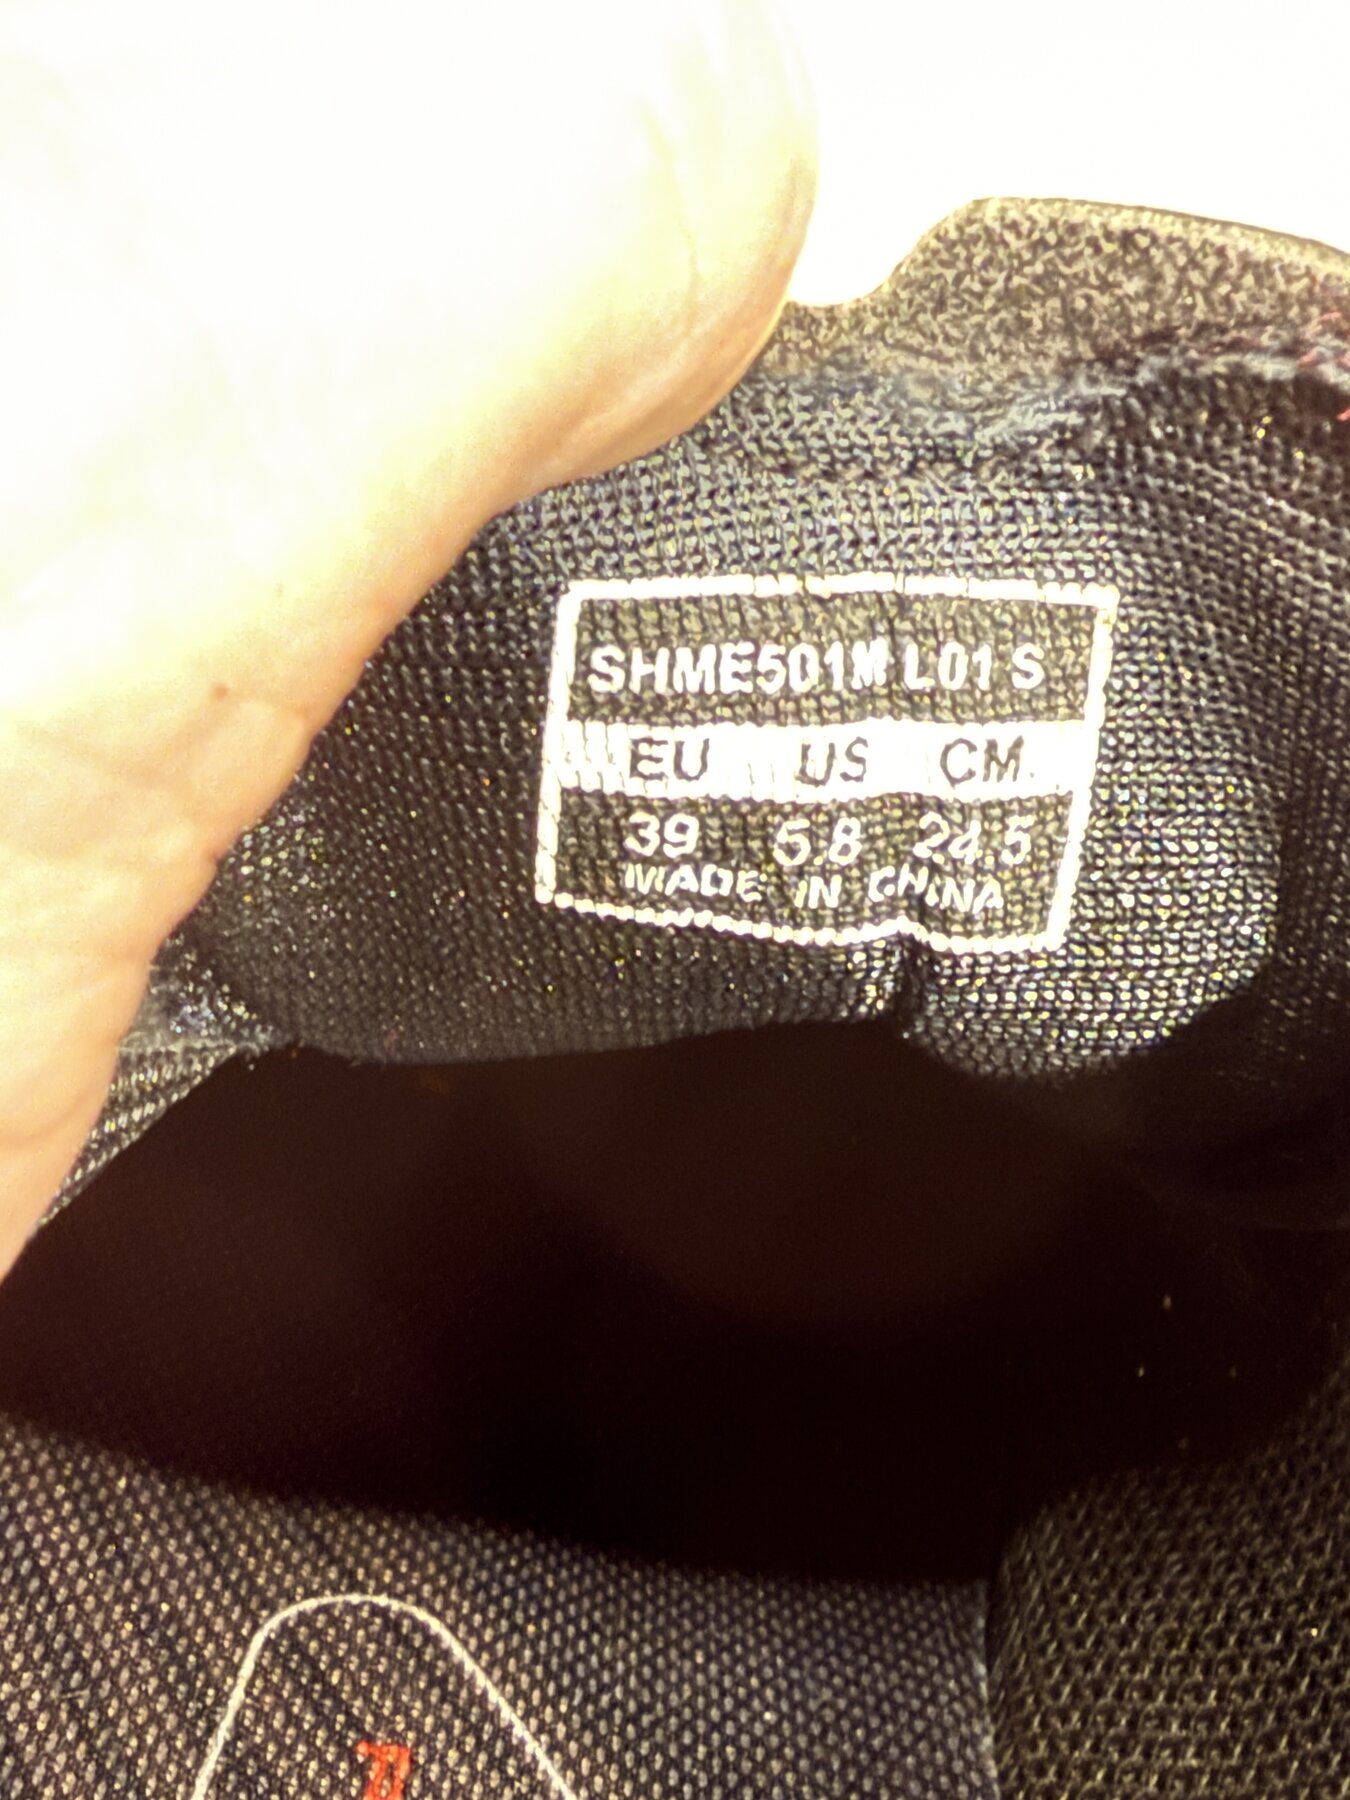 SHME501M L01 S
EU US CM.
39 5.8 24.5
MADE IN CHINA